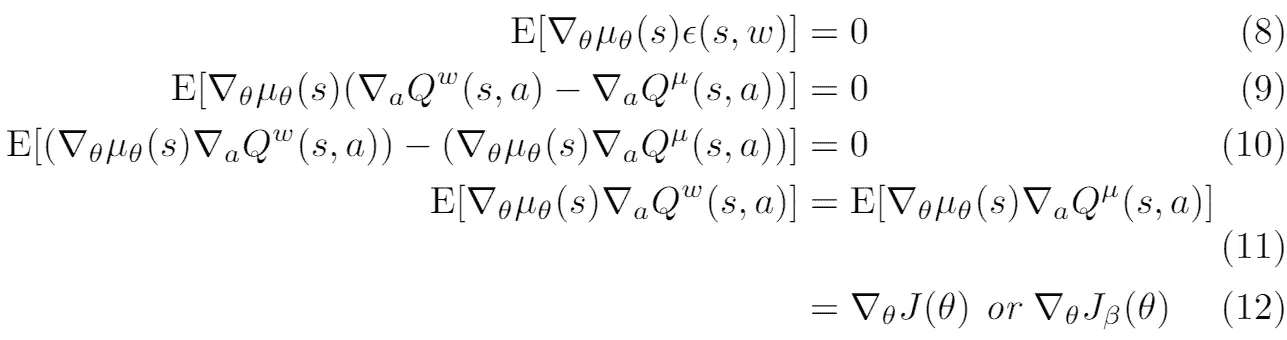 E[∇θμθ(s)ϵ(s, w)] = 0 (8)
E[∇θμθ(s)(∇aQ^w(s, a) − ∇aQ^μ(s, a))] = 0 (9)
E[(∇θμθ(s)∇aQ^w(s, a)) − (∇θμθ(s)∇aQ^μ(s, a))] = 0 (10)
E[∇θμθ(s)∇aQ^w(s, a)] = E[∇θμθ(s)∇aQ^μ(s, a)]
(11)
= ∇θJ(θ) or ∇θJβ(θ) (12)